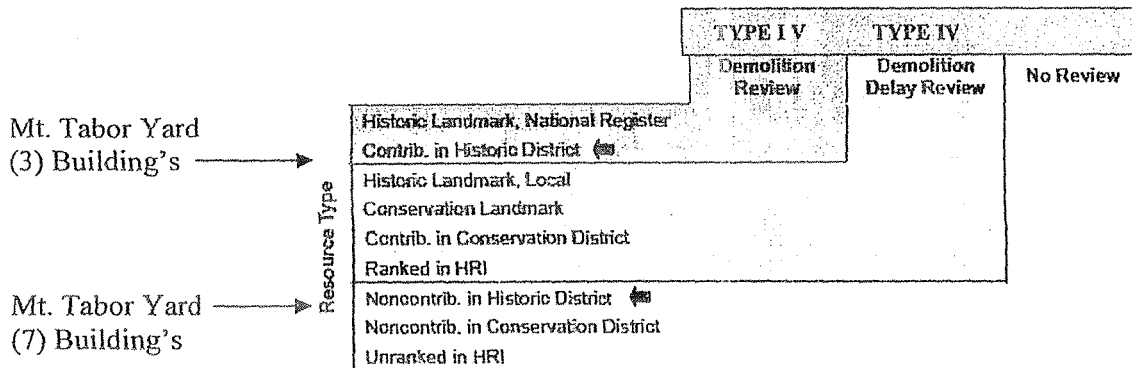 TYPE I V TYPE IV
Demolition Review
Demolition Delay Review
No Review
Mt. Tabor Yard
(3) Building's
Historic Landmark, National Register
Contrib. in Historic District
Historic Landmark, Local
Conservation Landmark
Contrib. in Conservation District
Ranked in HRI
Resource Type
Mt. Tabor Yard
(7) Building's
Noncontrib. in Historic District
Noncontrib. in Conservation District
Unranked in HRI